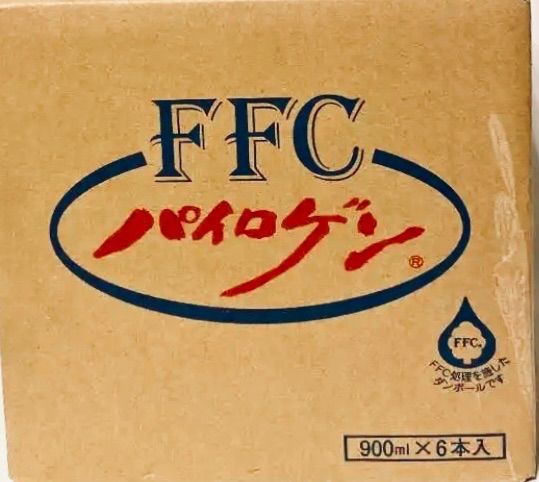 FFC
パイロゲン®
FFC
FFC処理を施した
ダンボールです
900ml×6本入